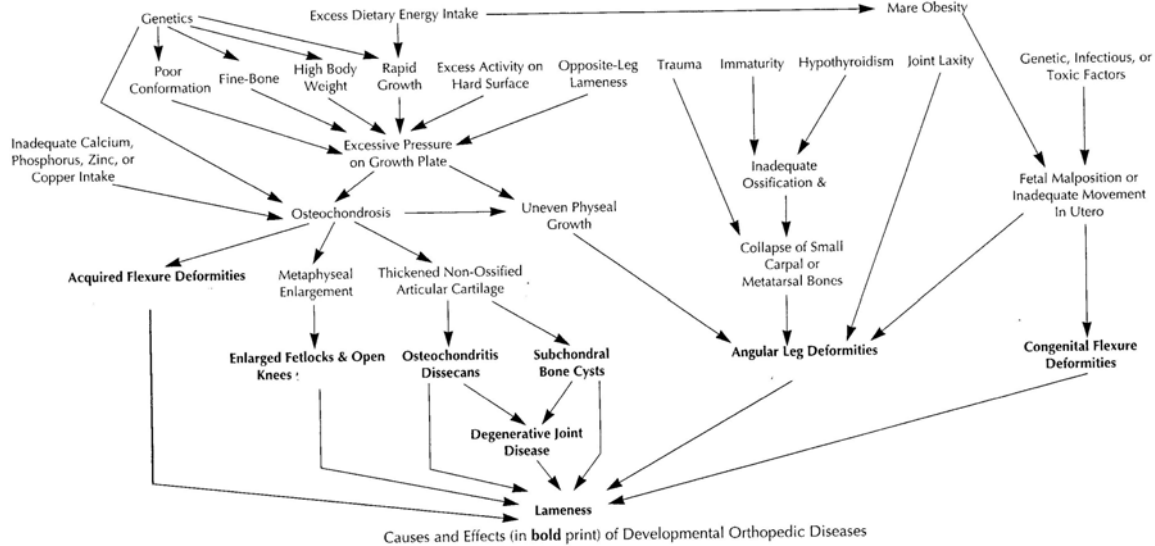 Genetics
Excess Dietary Energy Intake
Mare Obesity
Poor
Conformation
Fine-Bone
High Body
Weight
Rapid
Growth
Excess Activity on
Hard Surface
Opposite-Leg
Lameness
Trauma
Immaturity
Hypothyroidism
Joint Laxity
Genetic, Infectious, or
Toxic Factors
Inadequate Calcium,
Phosphorus, Zinc, or
Copper Intake
Excessive Pressure
on Growth Plate
Inadequate
Ossification &
Fetal Malposition or
Inadequate Movement
In Utero
Osteochondrosis
Uneven Physeal
Growth
Collapse of Small
Carpal or
Metatarsal Bones
Acquired Flexure Deformities
Metaphyseal
Enlargement
Thickened Non-Ossified
Articular Cartilage
Enlarged Fetlocks & Open
Knees
Osteochondritis
Dissecans
Subchondral
Bone Cysts
Angular Leg Deformities
Congenital Flexure
Deformities
Degenerative Joint
Disease
Lameness
Causes and Effects (in bold print) of Developmental Orthopedic Diseases